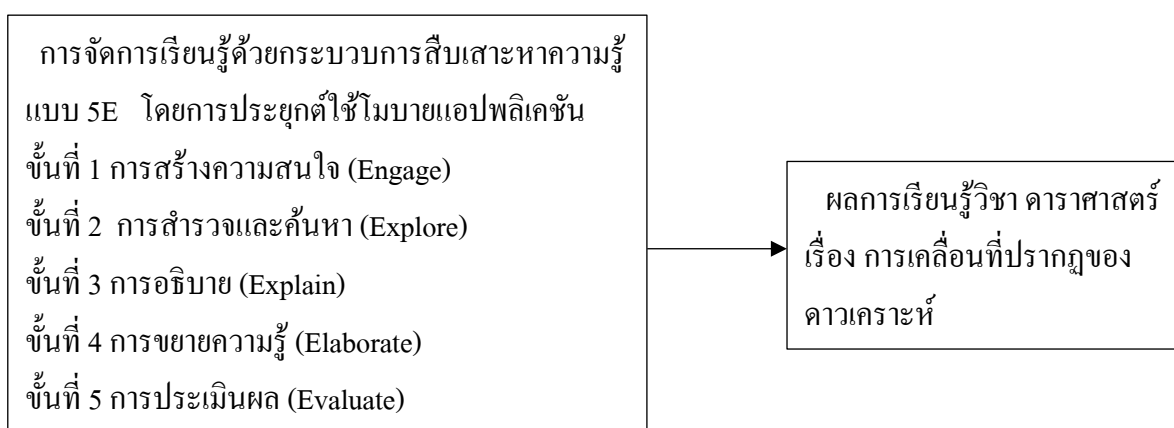 การจัดการเรียนรู้ด้วยกระบวบการสืบเสาะหาความรู้
แบบ 5E โดยการประยุกต์ใช้โมบายแอปพลิเคชัน
ขั้นที่ 1 การสร้างความสนใจ (Engage)
ขั้นที่ 2 การสำรวจและค้นหา (Explore)
ขั้นที่ 3 การอธิบาย (Explain)
ขั้นที่ 4 การขยายความรู้ (Elaborate)
ขั้นที่ 5 การประเมินผล (Evaluate)
ผลการเรียนรู้วิชา ดาราศาสตร์
เรื่อง การเคลื่อนที่ปรากฏของ
ดาวเคราะห์